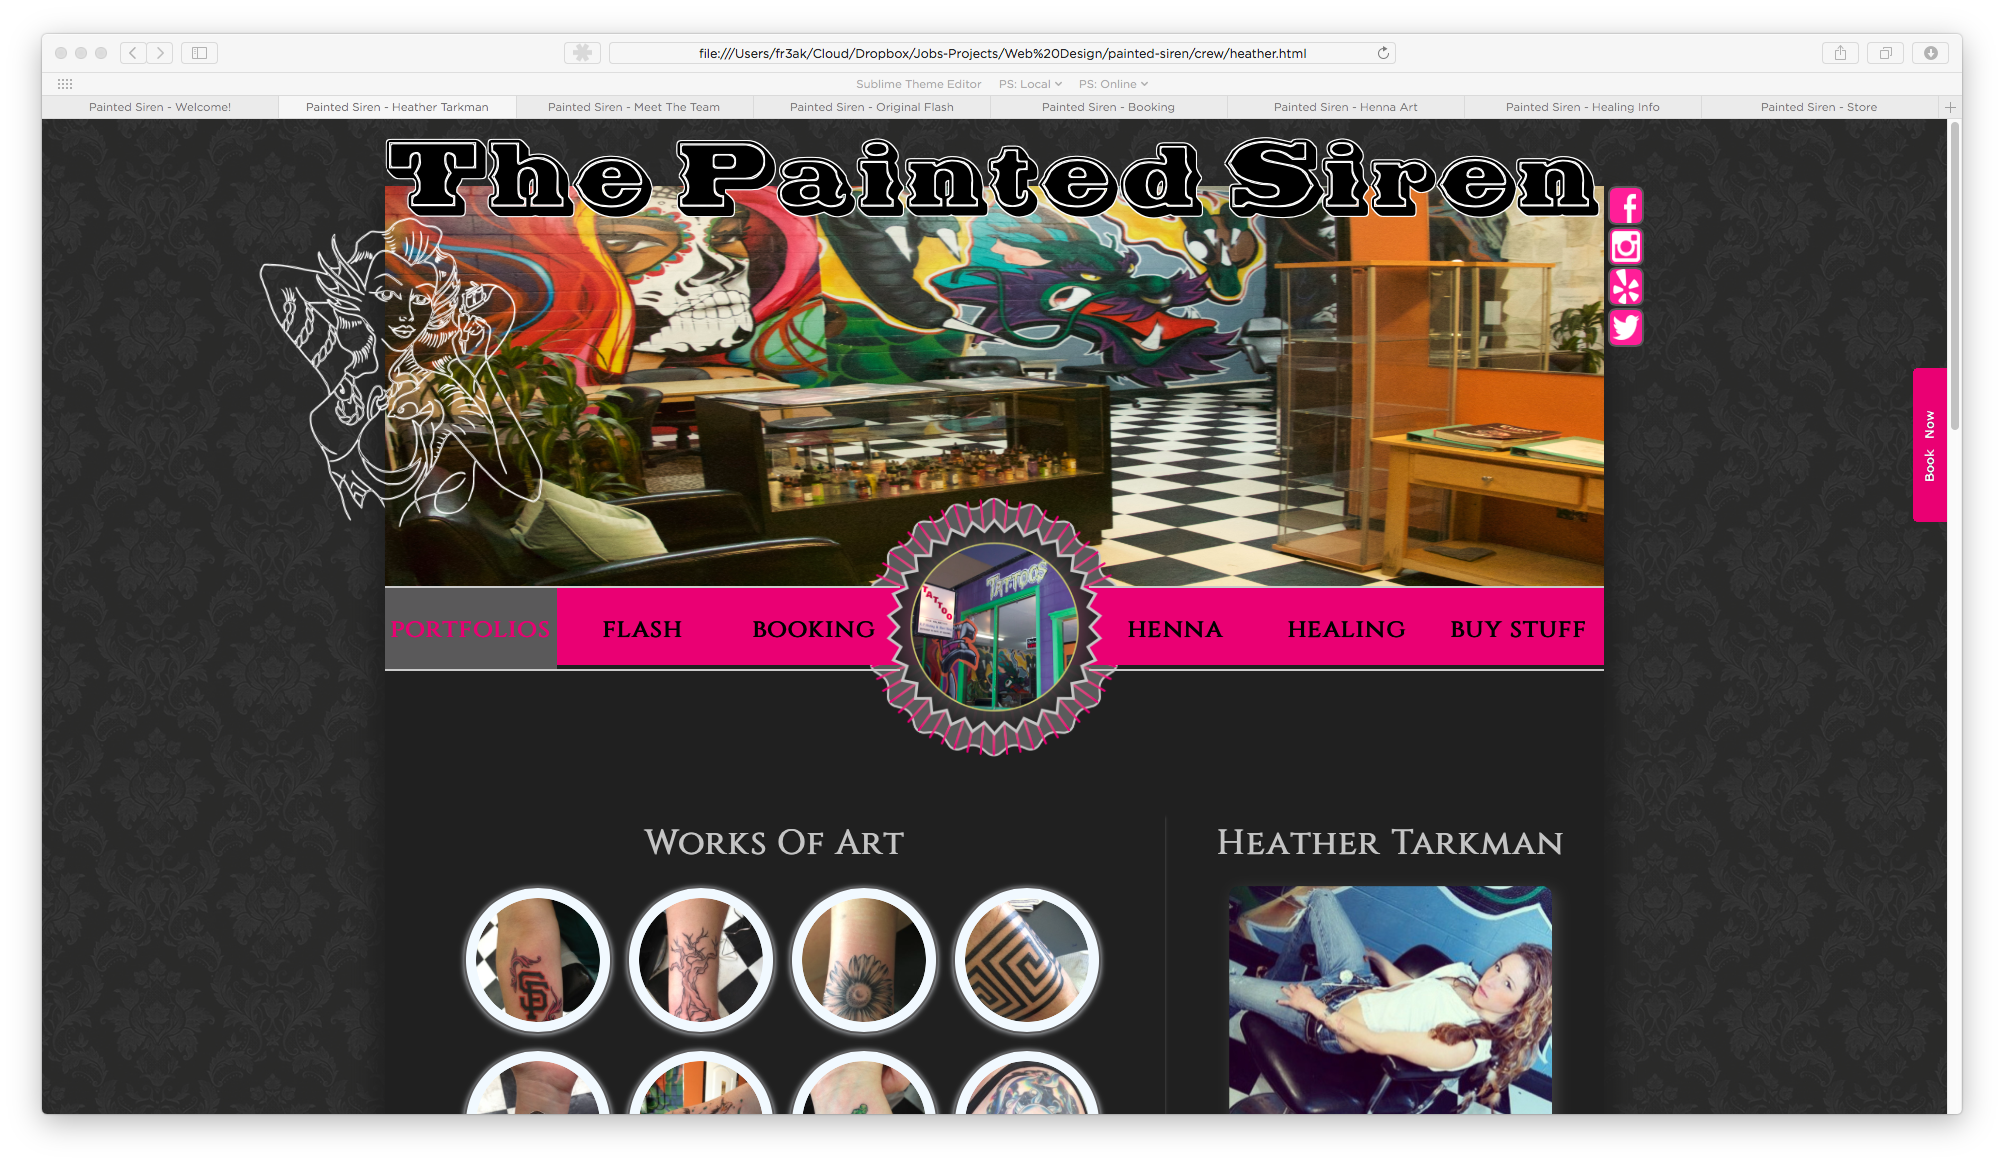 file:///Users/fr3ak/Cloud/Dropbox/Jobs-Projects/Web%20Design/painted-siren/crew/heather.html
Sublime Theme Editor PS: Local PS: Online
Painted Siren - Welcome! Painted Siren - Heather Tarkman Painted Siren - Meet The Team Painted Siren - Original Flash Painted Siren - Booking Painted Siren - Henna Art Painted Siren - Healing Info Painted Siren - Store
The Painted Siren
Book Now
TATTOOS
TATTOO
PORTFOLIOS FLASH BOOKING HENNA HEALING BUY STUFF
Works Of Art
Heather Tarkman
SF